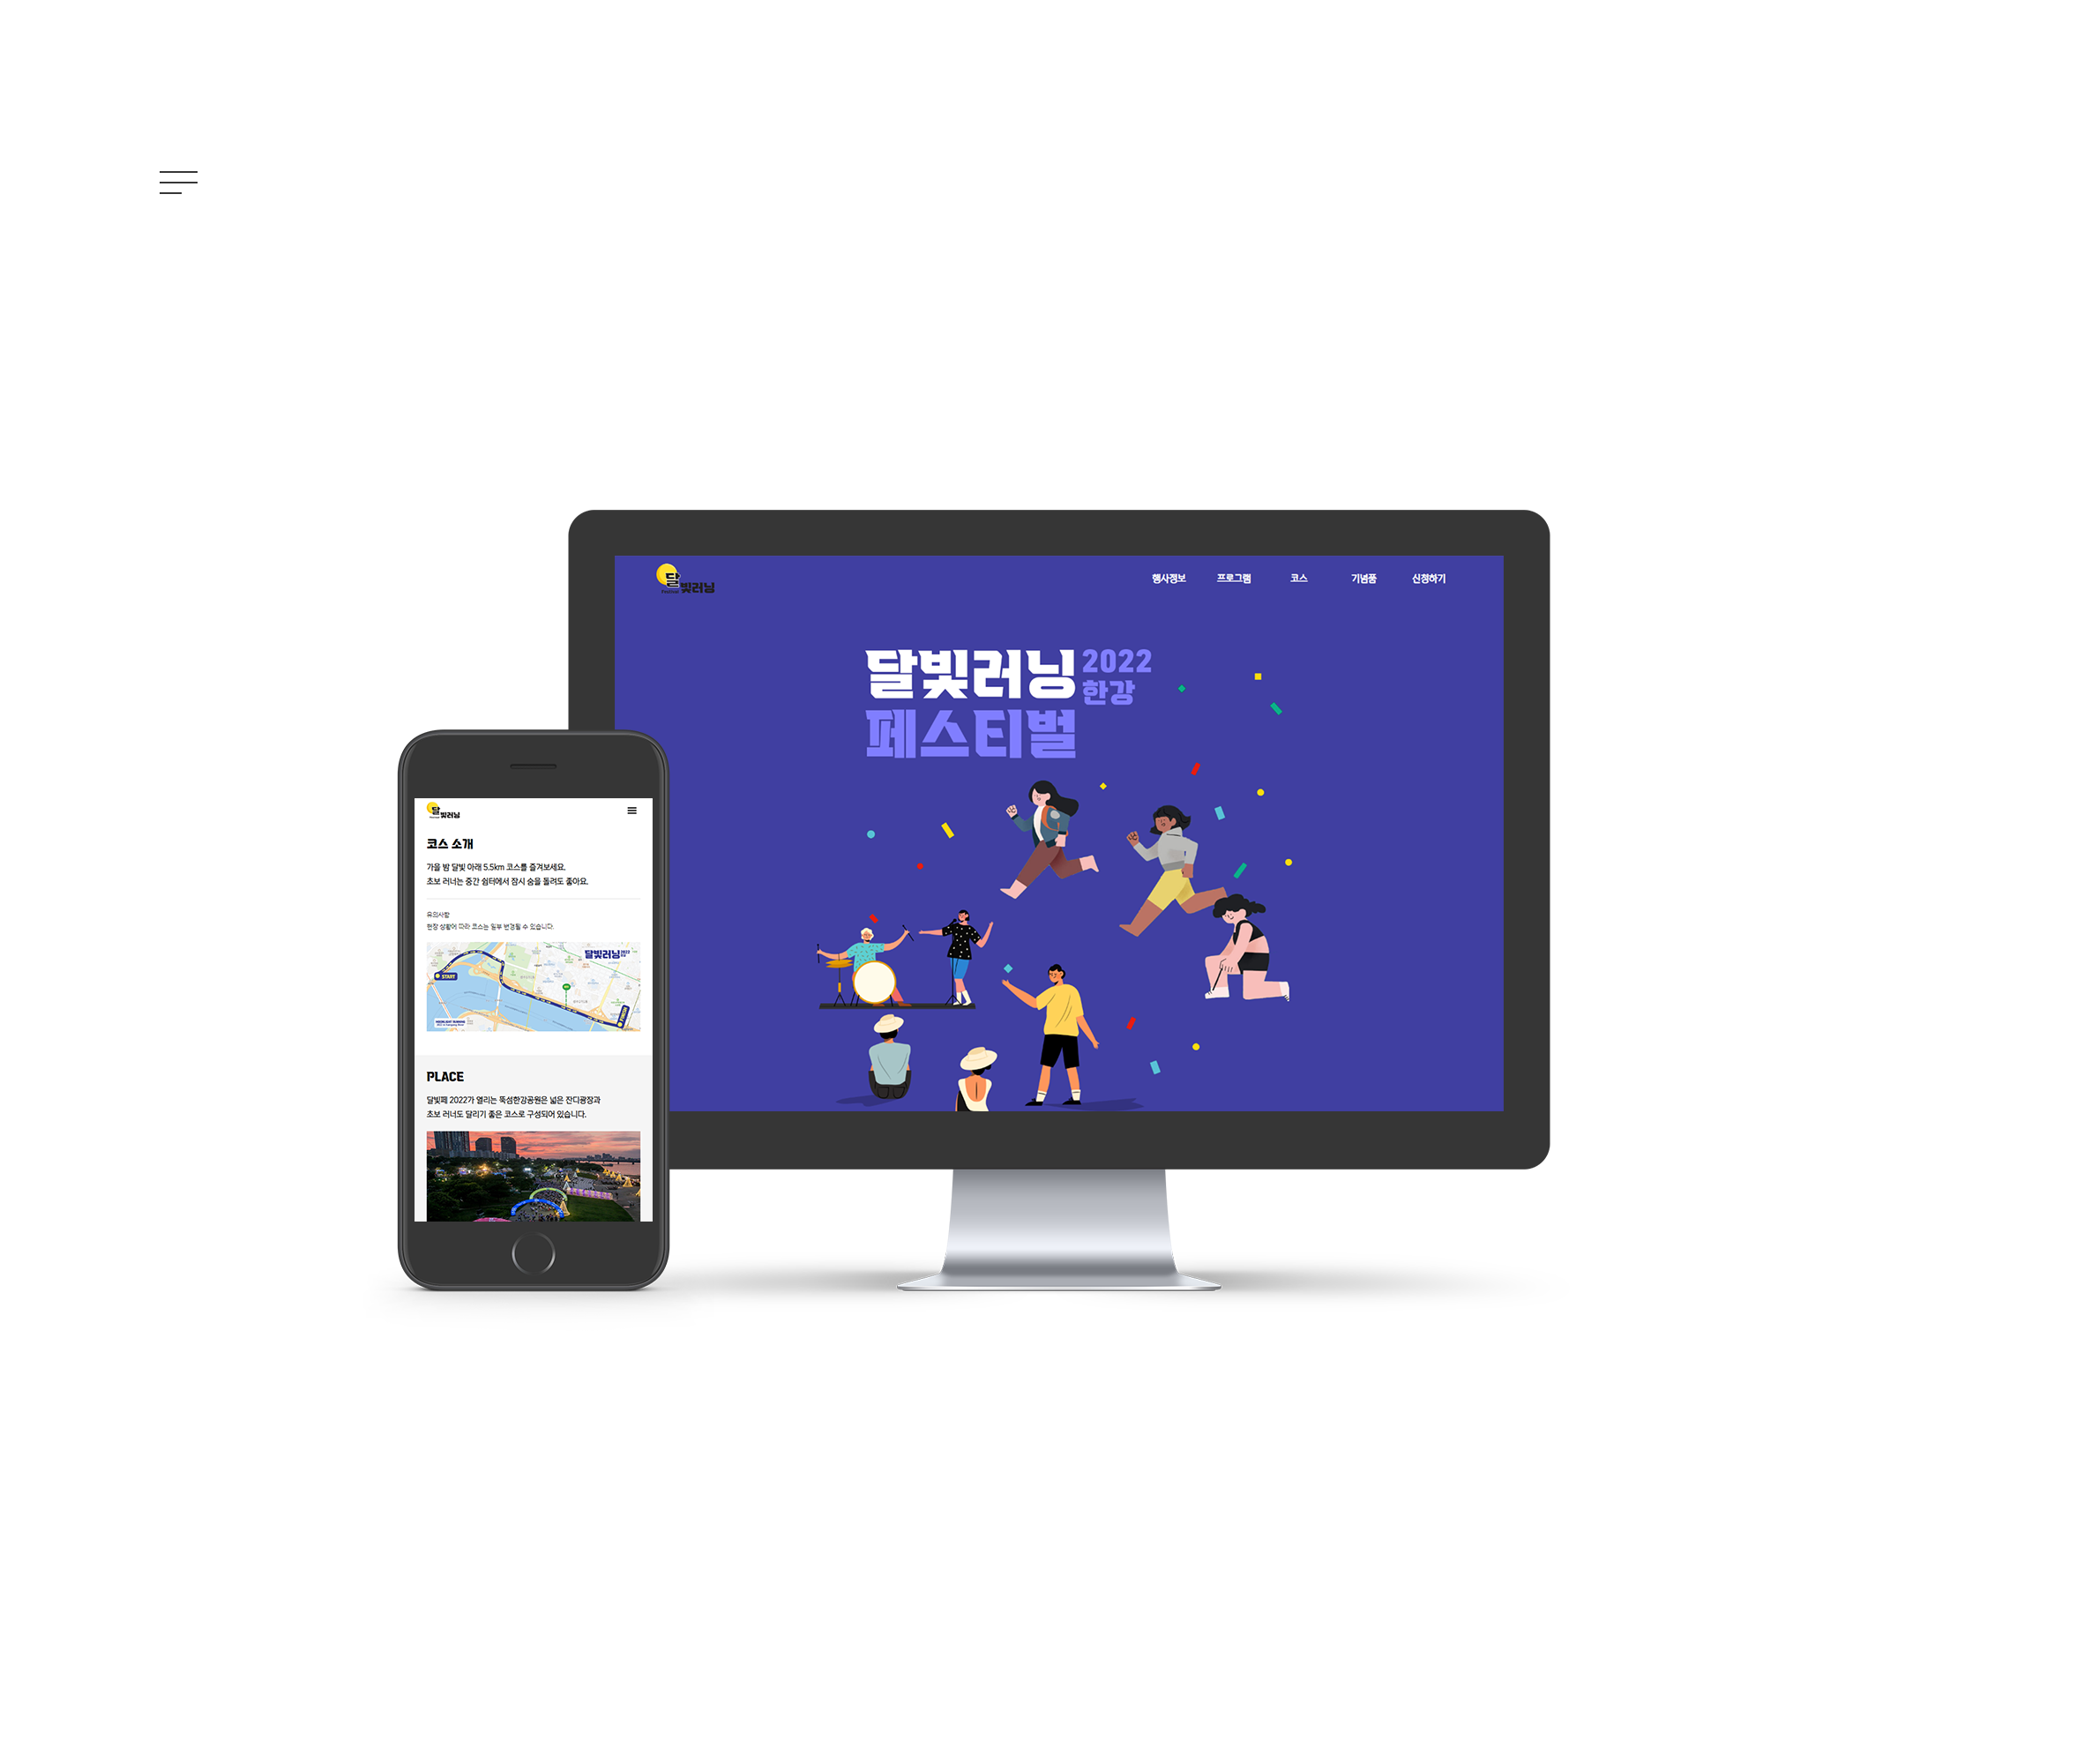 달빛러닝
Festival
행사정보 프로그램 코스 기념품 신청하기
달빛러닝 2022
한강
페스티벌
달빛러닝
코스 소개
가을 밤 달빛 아래 5.5km 코스를 즐겨보세요.
초보 러너는 중간 쉼터에서 잠시 숨을 돌려도 좋아요.
유의사항
현장 상황에 따라 코스는 일부 변경될 수 있습니다.
달빛러닝 2022
START
PLACE
달빛페 2022가 열리는 뚝섬한강공원은 넓은 잔디광장과
초보 러너도 달리기 좋은 코스로 구성되어 있습니다.